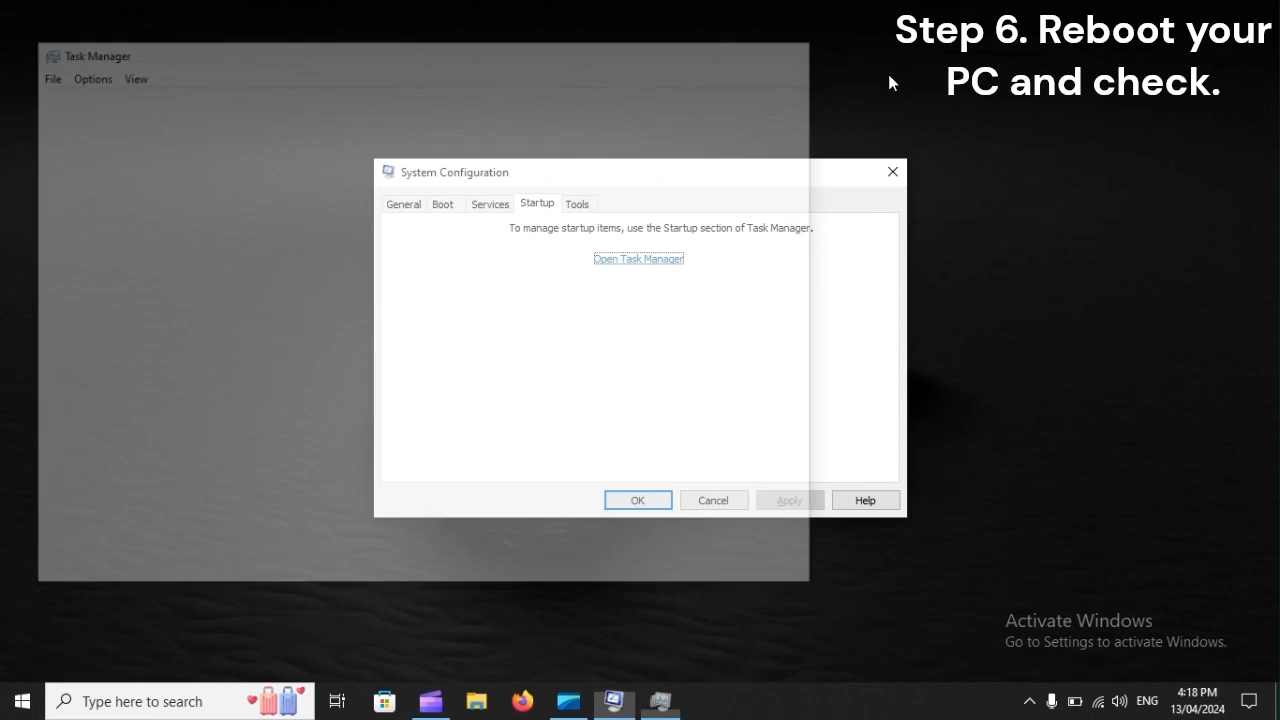 Step 6. Reboot your
PC and check.
Task Manager
File Options View
System Configuration
General Boot Services Startup Tools
To manage startup items, use the Startup section of Task Manager.
Open Task Manager
OK Cancel Apply Help
Activate Windows
Go to Settings to activate Windows.
Type here to search
ENG
4:18 PM
13/04/2024